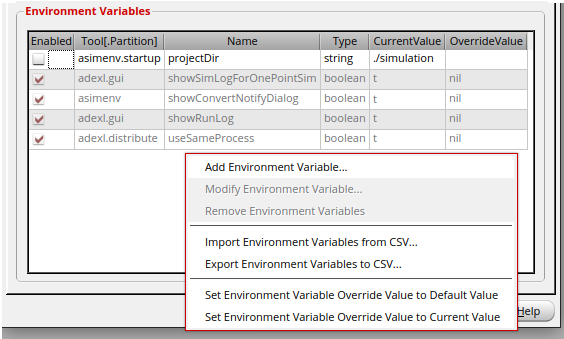 Environment Variables
Enabled Tool[.Partition] Name Type CurrentValue OverrideValue
asimenv.startup projectDir string ./simulation
adexl.gui showSimLogForOnePointSim boolean t nil
asimenv showConvertNotifyDialog boolean t nil
adexl.gui showRunLog boolean t nil
adexl.distribute useSameProcess boolean t nil
Add Environment Variable...
Modify Environment Variable...
Remove Environment Variables
Import Environment Variables from CSV...
Export Environment Variables to CSV...
Set Environment Variable Override Value to Default Value
Set Environment Variable Override Value to Current Value
Help